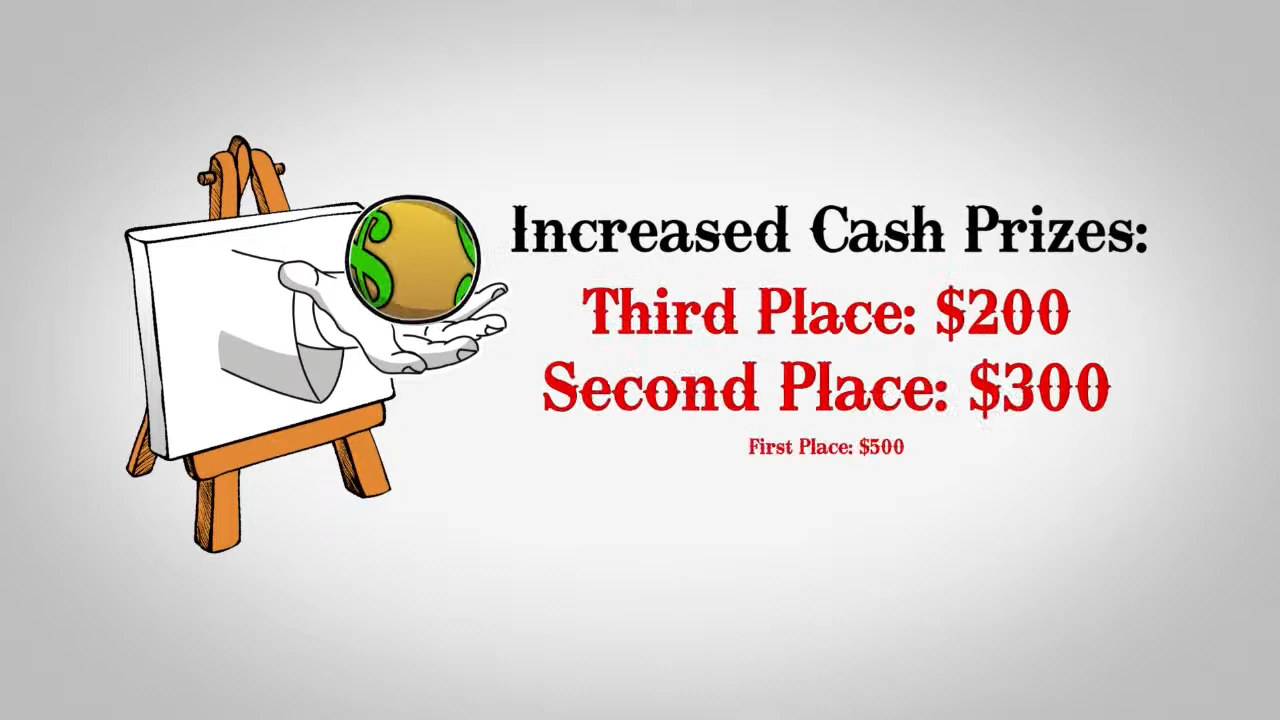 Increased Cash Prizes:
Third Place: $200
Second Place: $300
First Place: $500